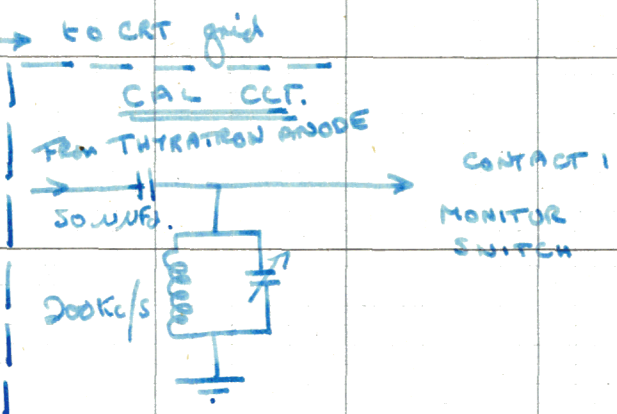 to CRT grid
CAL CCT.
FROM THYRATRON ANODE
CONTACT 1
50 µµFd.
MONITOR
SWITCH
200Kc/s